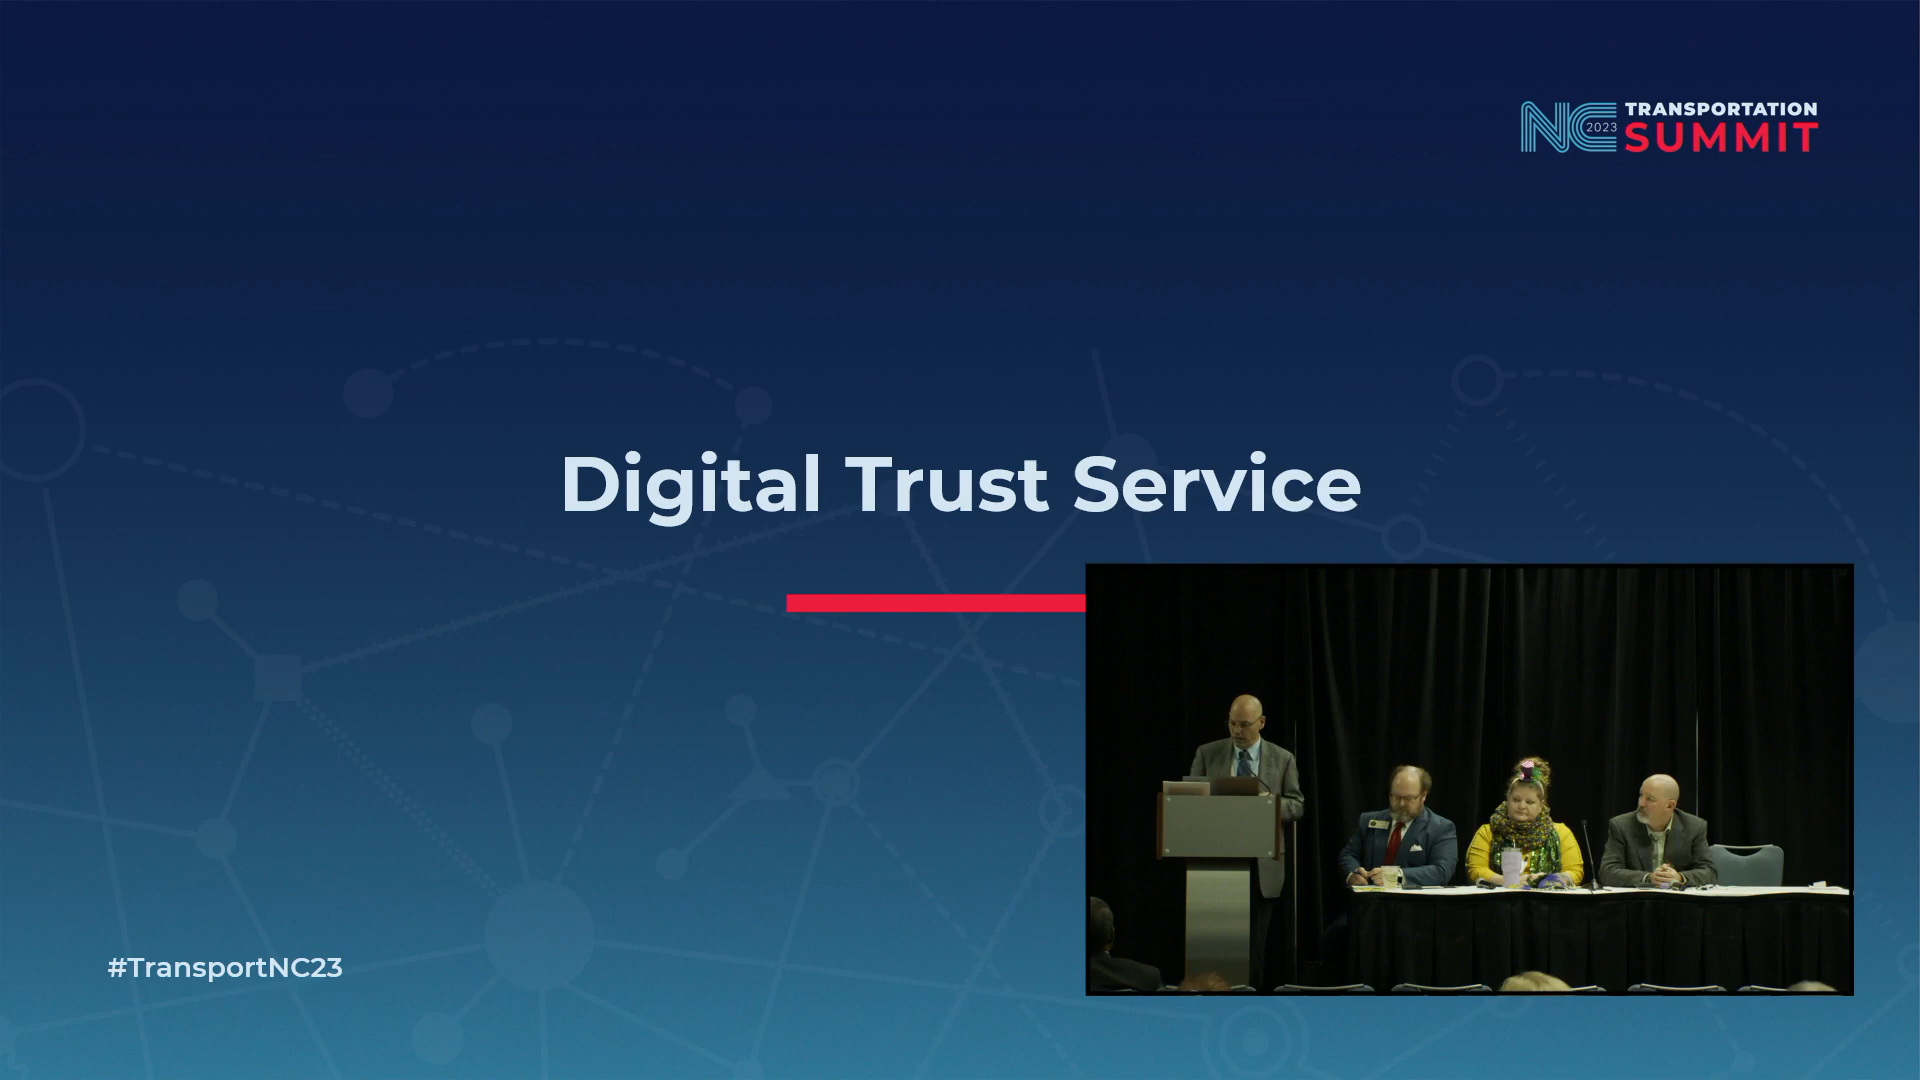 NC 2023 TRANSPORTATION
SUMMIT
Digital Trust Service
#TransportNC23